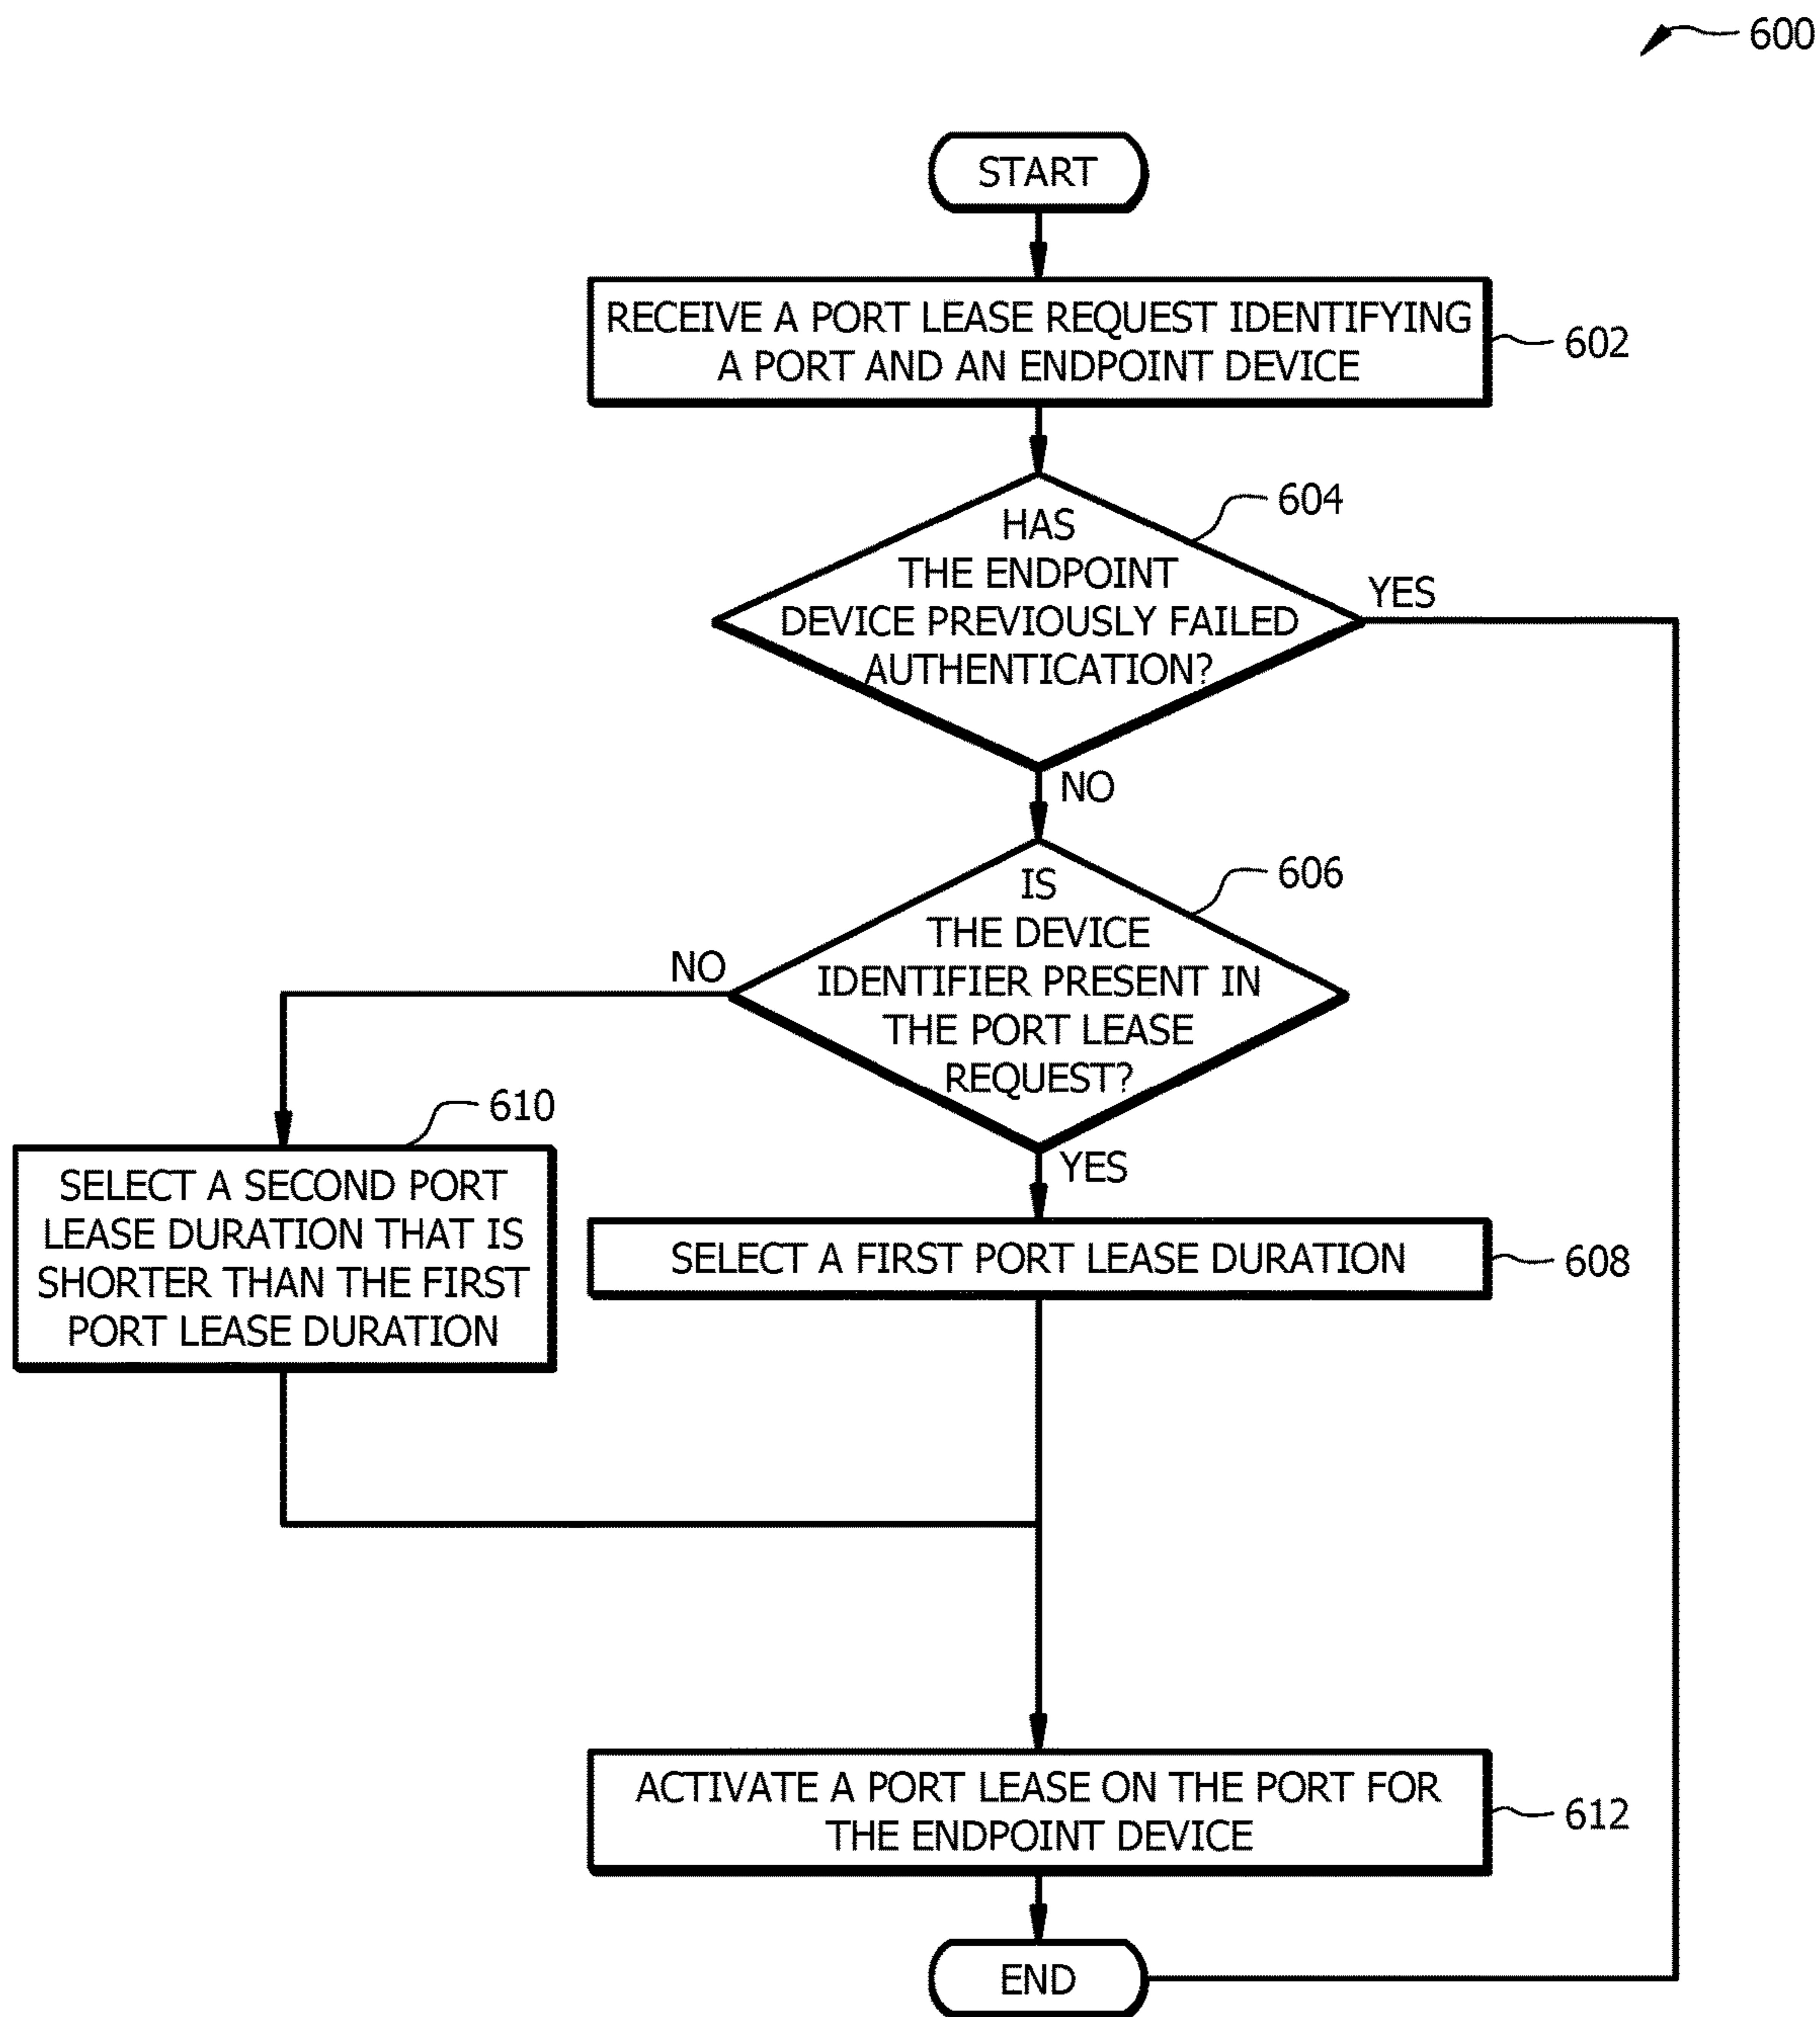 600
START
RECEIVE A PORT LEASE REQUEST IDENTIFYING
A PORT AND AN ENDPOINT DEVICE
602
604
HAS
THE ENDPOINT
DEVICE PREVIOUSLY FAILED
AUTHENTICATION?
YES
NO
606
IS
THE DEVICE
IDENTIFIER PRESENT IN
THE PORT LEASE
REQUEST?
NO
YES
610
SELECT A SECOND PORT
LEASE DURATION THAT IS
SHORTER THAN THE FIRST
PORT LEASE DURATION
SELECT A FIRST PORT LEASE DURATION
608
ACTIVATE A PORT LEASE ON THE PORT FOR
THE ENDPOINT DEVICE
612
END